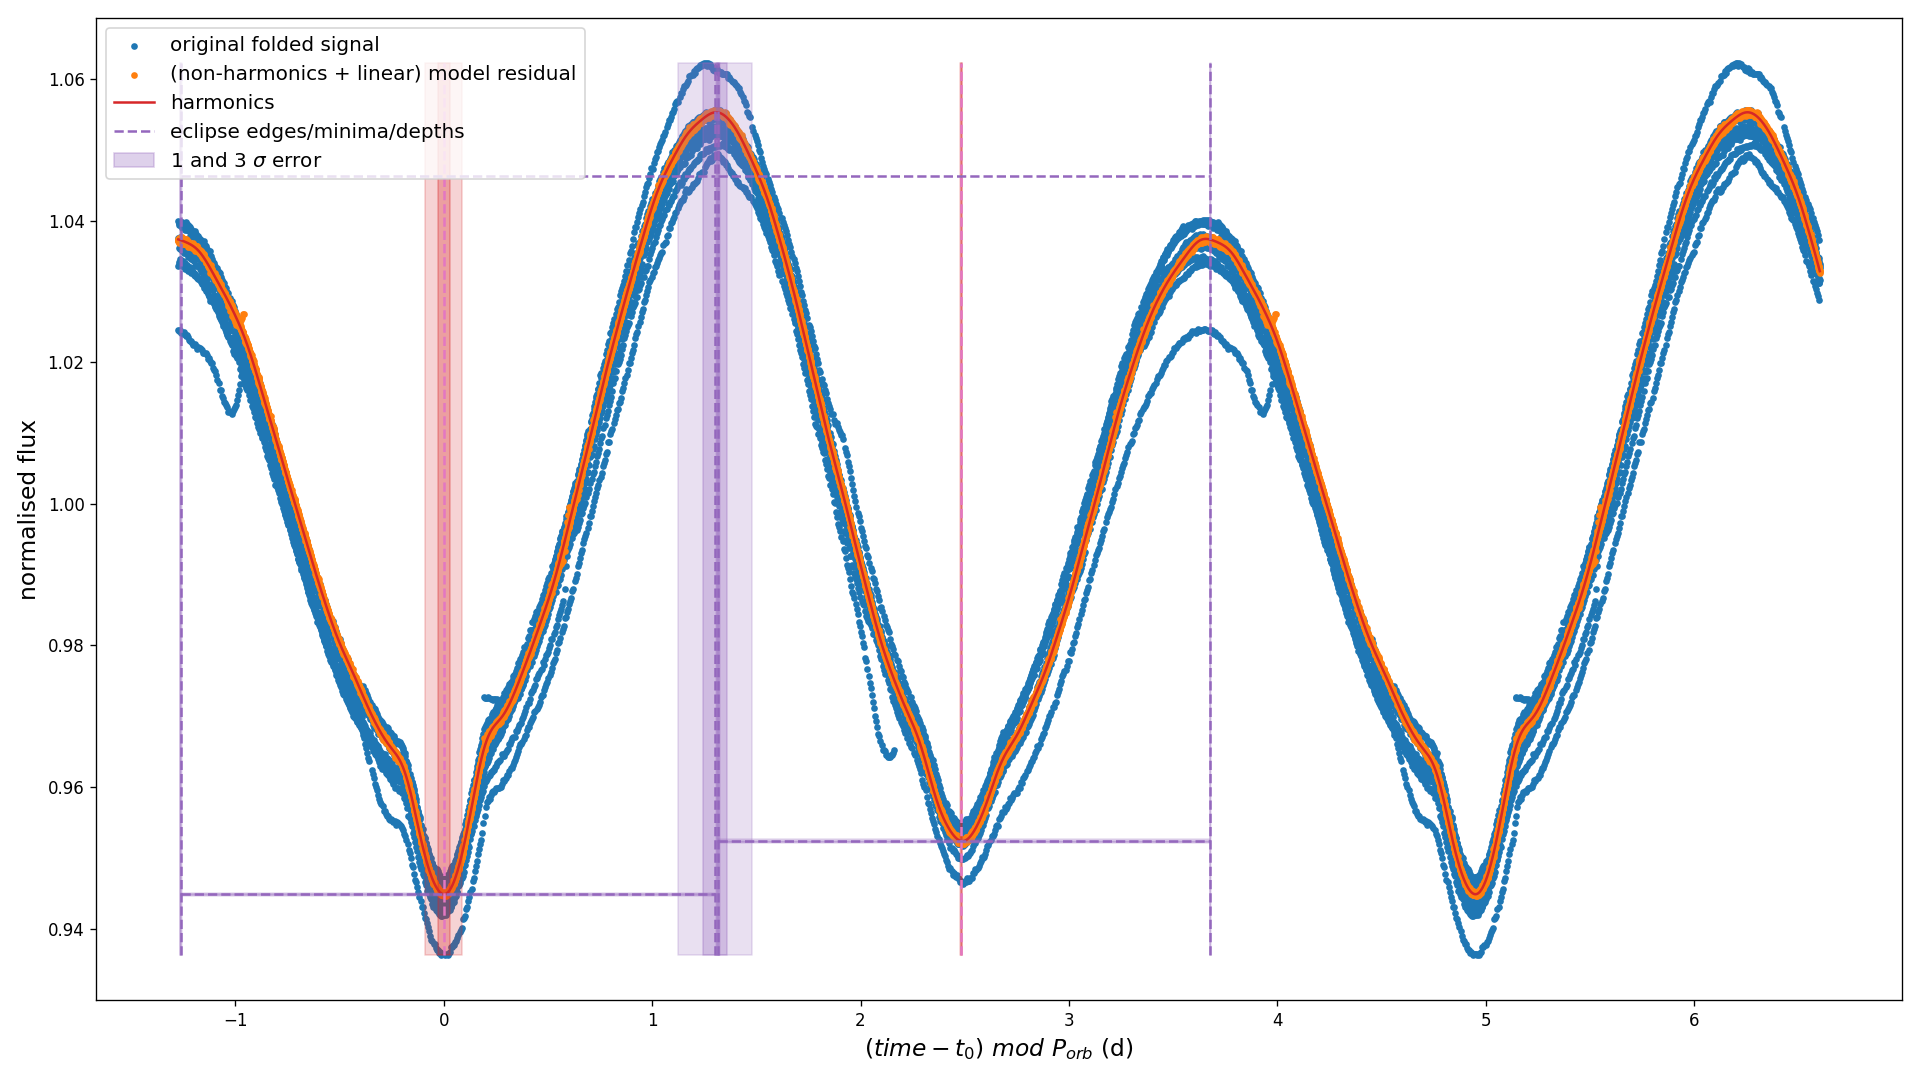 original folded signal
(non-harmonics + linear) model residual
harmonics
eclipse edges/minima/depths
1 and 3 σ error
normalised flux
1.06
1.04
1.02
1.00
0.98
0.96
0.94
−1 0 1 2 3 4 5 6
(time − t₀) mod P_orb (d)